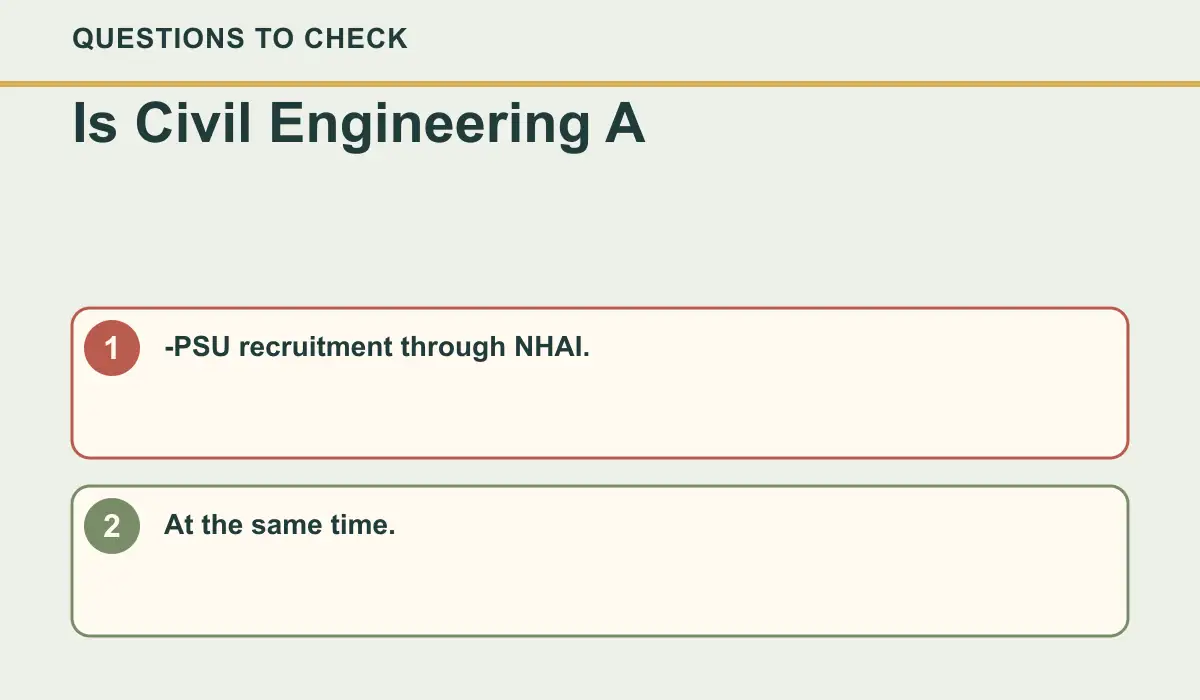 QUESTIONS TO CHECK
Is Civil Engineering A
1
-PSU recruitment through NHAI.
2
At the same time.